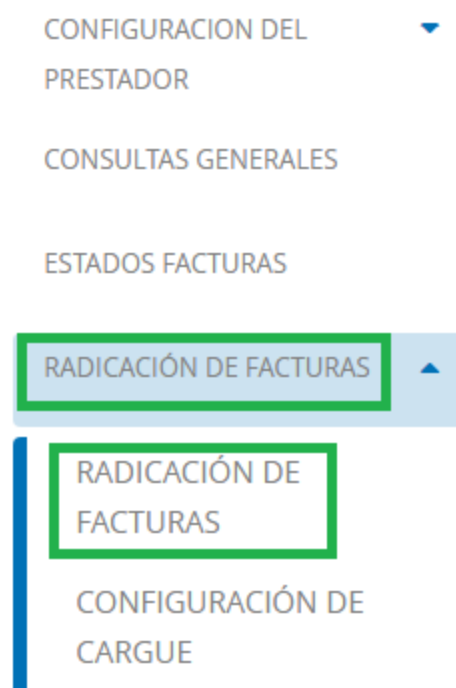 CONFIGURACION DEL
PRESTADOR
CONSULTAS GENERALES
ESTADOS FACTURAS
RADICACIÓN DE FACTURAS
RADICACIÓN DE
FACTURAS
CONFIGURACIÓN DE
CARGUE